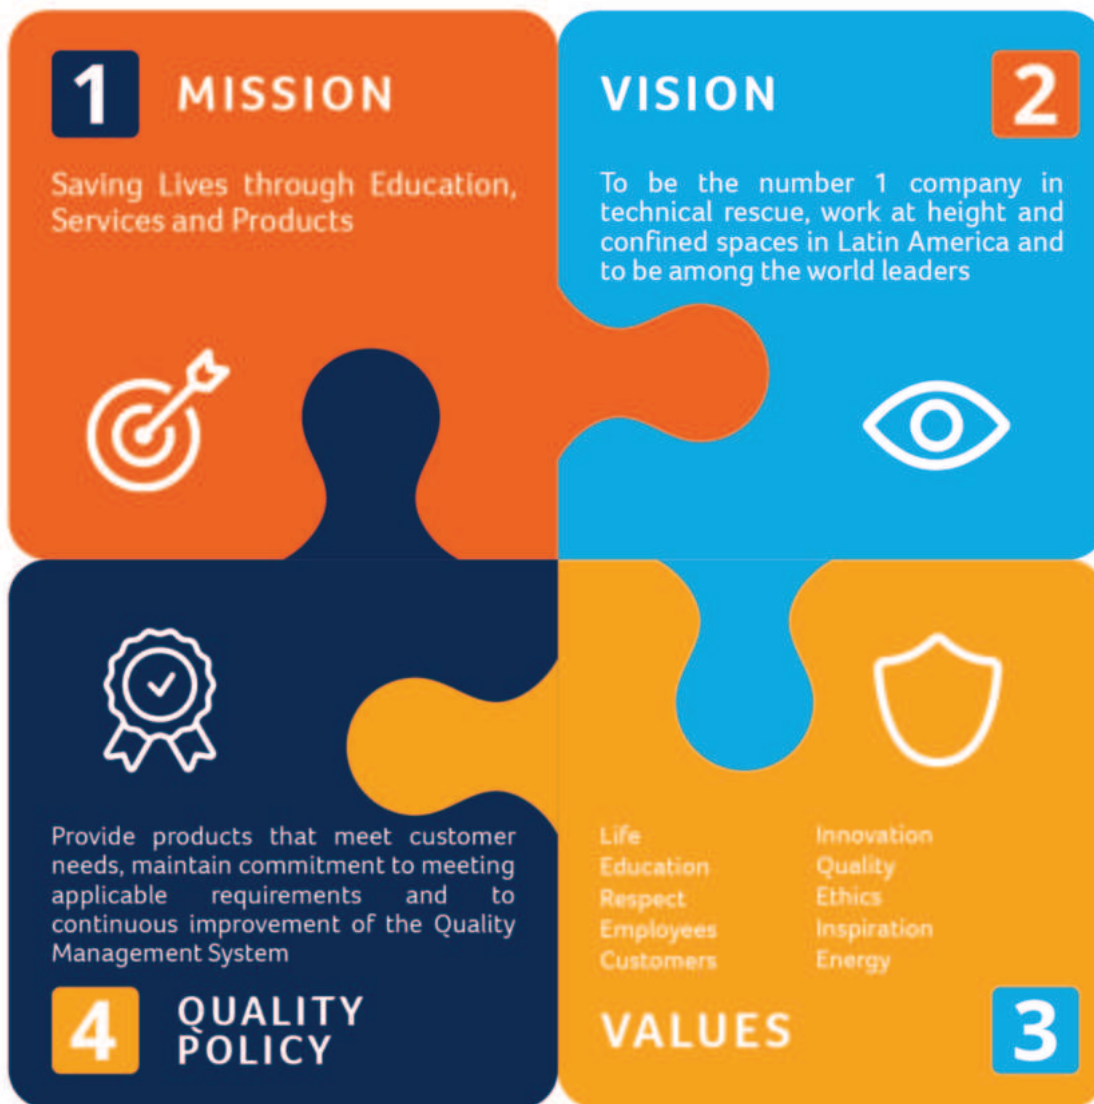 1
MISSION
Saving Lives through Education,
Services and Products
VISION
2
To be the number 1 company in
technical rescue, work at height and
confined spaces in Latin America and
to be among the world leaders
Provide products that meet customer
needs, maintain commitment to meeting
applicable requirements and to
continuous improvement of the Quality
Management System
4
QUALITY
POLICY
Life
Education
Respect
Employees
Customers
Innovation
Quality
Ethics
Inspiration
Energy
VALUES
3